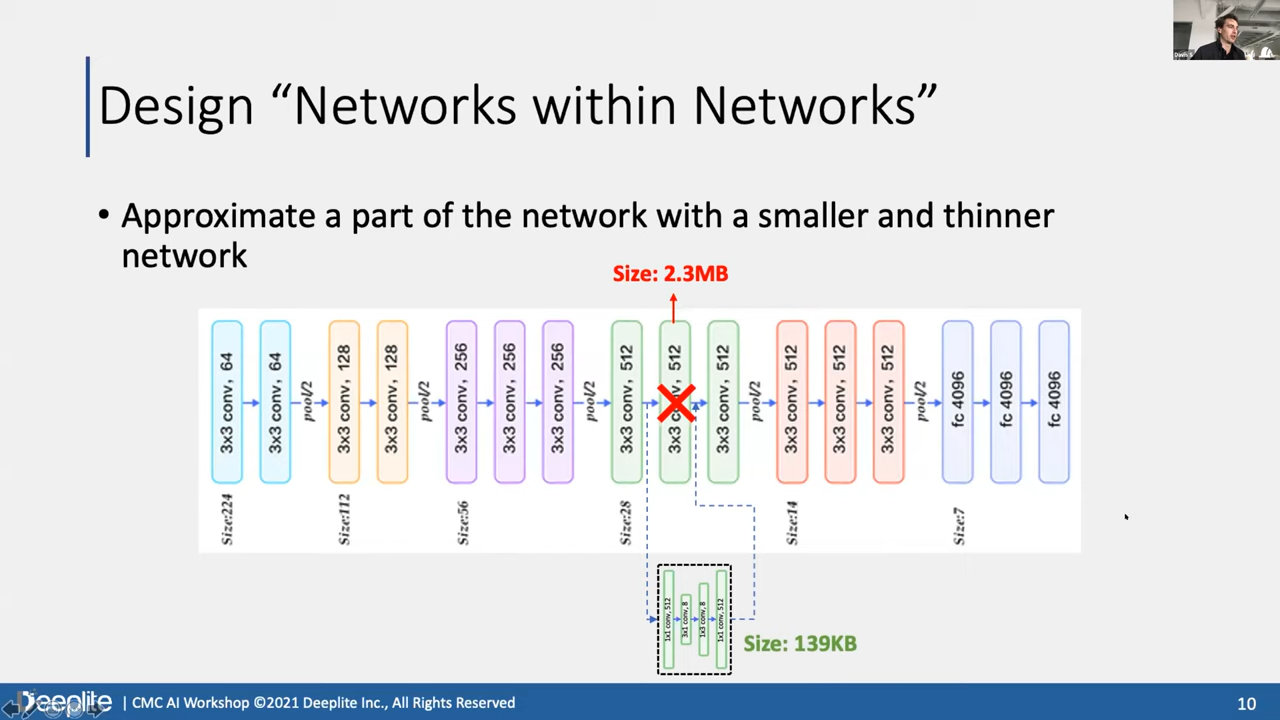 Design “Networks within Networks”
• Approximate a part of the network with a smaller and thinner
network
Size: 2.3MB
3x3 conv, 64
3x3 conv, 64
pool/2
3x3 conv, 128
3x3 conv, 128
pool/2
3x3 conv, 256
3x3 conv, 256
3x3 conv, 256
pool/2
3x3 conv, 512
3x3 conv, 512
3x3 conv, 512
pool/2
3x3 conv, 512
3x3 conv, 512
3x3 conv, 512
pool/2
fc 4096
fc 4096
fc 4096
Size:224
Size:112
Size:56
Size:28
Size:14
Size:7
1x1 conv, 512
3x1 conv, 8
1x3 conv, 8
1x1 conv, 512
Size: 139KB
Deeplite | CMC AI Workshop ©2021 Deeplite Inc., All Rights Reserved
10